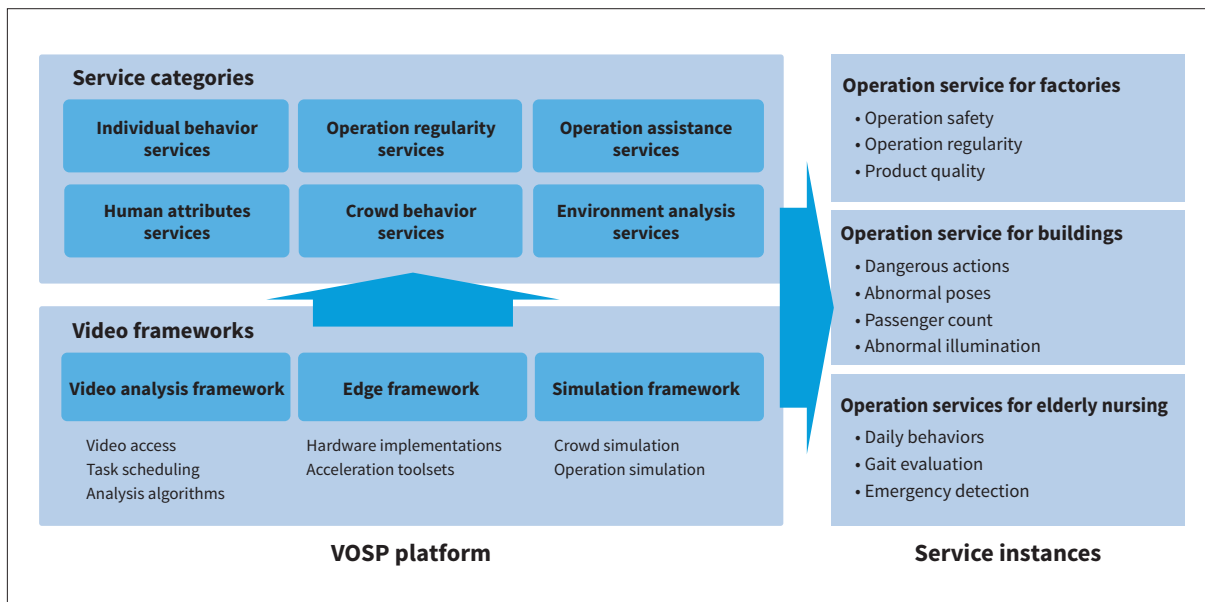 Service categories
Individual behavior
services
Operation regularity
services
Operation assistance
services
Human attributes
services
Crowd behavior
services
Environment analysis
services
Video frameworks
Video analysis framework
Edge framework
Simulation framework
Video access
Task scheduling
Analysis algorithms
Hardware implementations
Acceleration toolsets
Crowd simulation
Operation simulation
VOSP platform
Operation service for factories
• Operation safety
• Operation regularity
• Product quality
Operation service for buildings
• Dangerous actions
• Abnormal poses
• Passenger count
• Abnormal illumination
Operation services for elderly nursing
• Daily behaviors
• Gait evaluation
• Emergency detection
Service instances